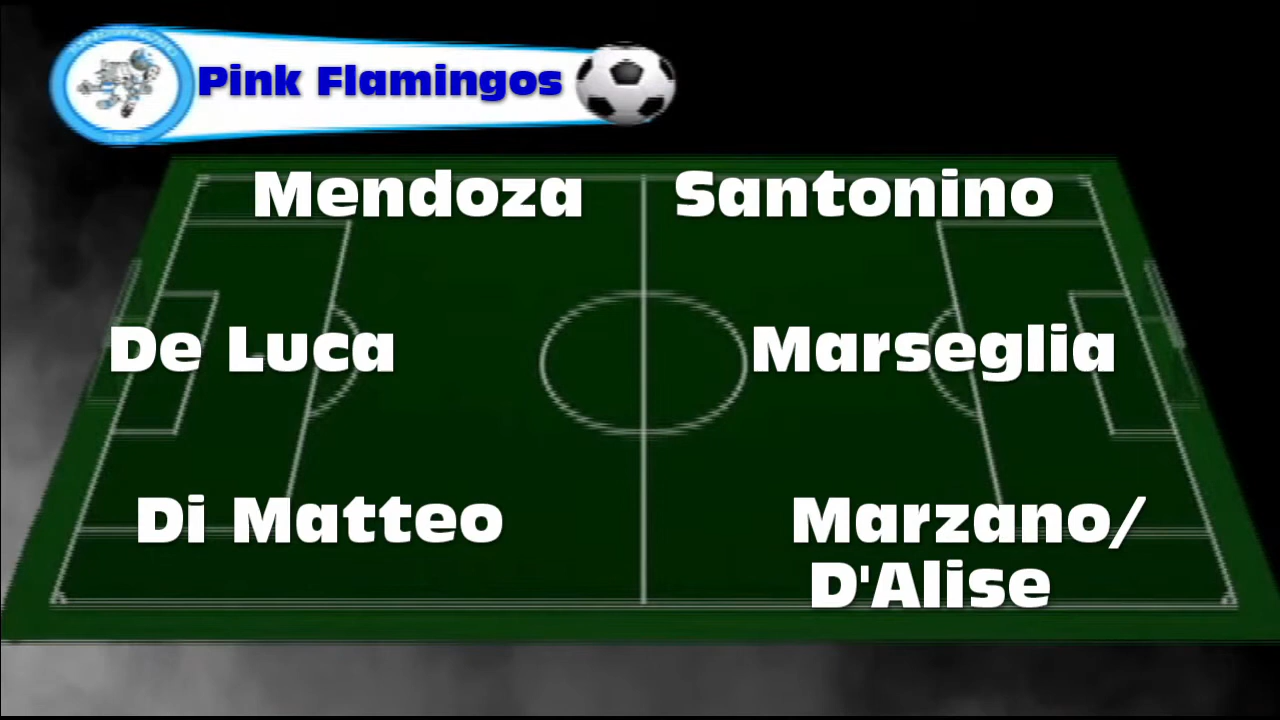 Pink Flamingos
Mendoza Santonino
De Luca Marseglia
Di Matteo Marzano/
D'Alise